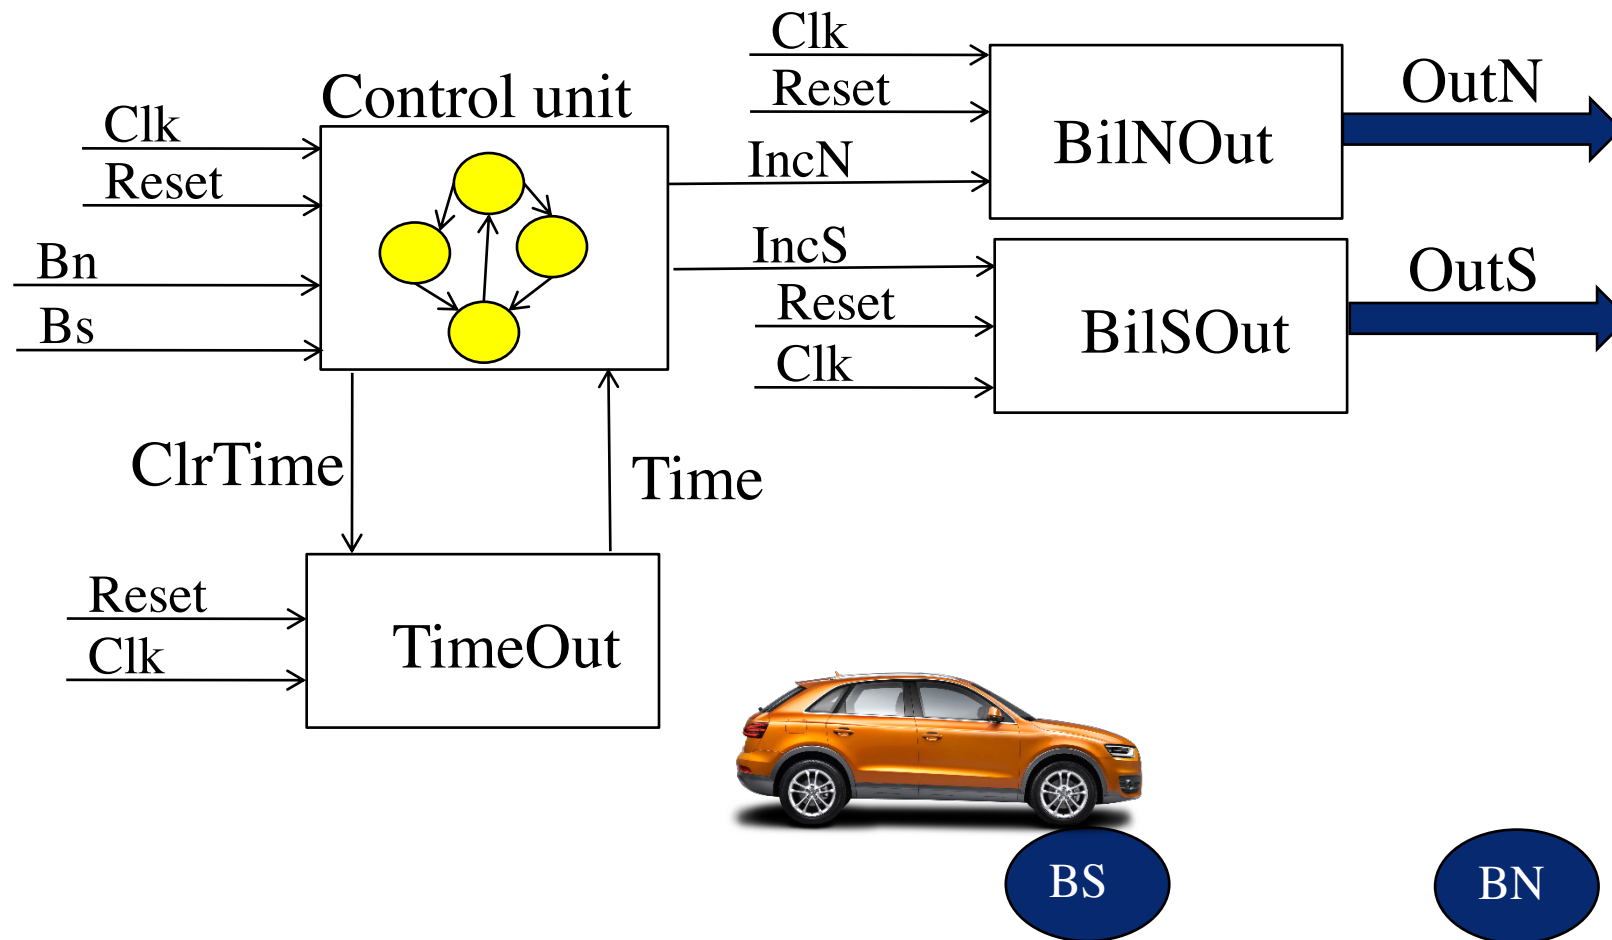 Control unit
Clk
Reset
Bn
Bs
Clk
Reset
IncN
BilNOut
OutN
IncS
Reset
Clk
BilSOut
OutS
ClrTime
Time
Reset
Clk
TimeOut
BS
BN